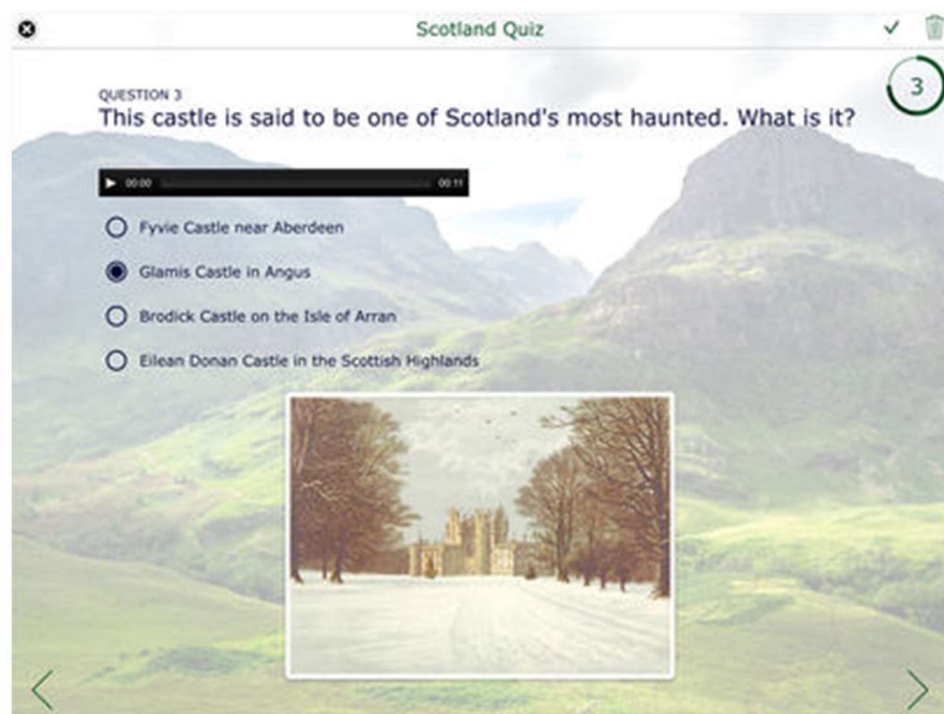 Scotland Quiz
3
QUESTION 3
This castle is said to be one of Scotland's most haunted. What is it?
00:00 00:11
Fyvie Castle near Aberdeen
Glamis Castle in Angus
Brodick Castle on the Isle of Arran
Eilean Donan Castle in the Scottish Highlands